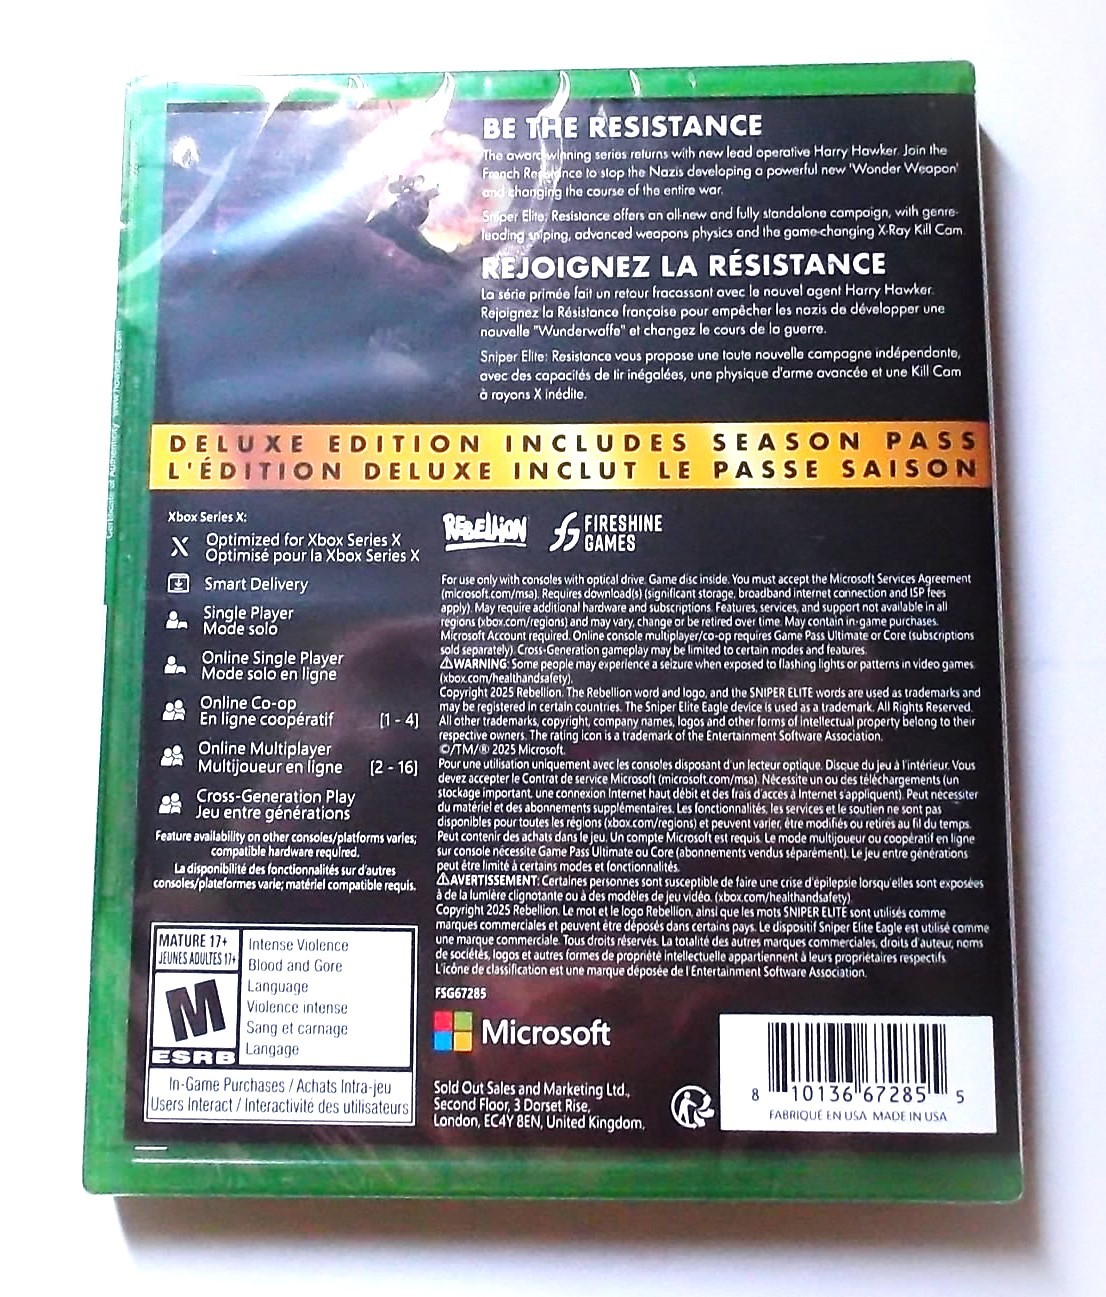 BE THE RESISTANCE
The award winning series returns with new lead operative Harry Hawker. Join the
French Resistance to stop the Nazis developing a powerful new 'Wonder Weapon'
and changing the course of the entire war.
Sniper Elite: Resistance offers an all-new and fully standalone campaign, with genre-
leading sniping, advanced weapons physics and the game-changing X-Ray Kill Cam.
REJOIGNEZ LA RÉSISTANCE
La série primée fait un retour fracassant avec le nouvel agent Harry Hawker.
Rejoignez la Résistance française pour empêcher les nazis de développer une
nouvelle "Wunderwaffe" et changez le cours de la guerre.
Sniper Elite: Resistance vous propose une toute nouvelle campagne indépendante,
avec des capacités de tir inégalées, une physique d'arme avancée et une Kill Cam
à rayons X inédite.
DELUXE EDITION INCLUDES SEASON PASS
L'ÉDITION DELUXE INCLUT LE PASSE SAISON
Xbox Series X:
Optimized for Xbox Series X
Optimisé pour la Xbox Series X
Smart Delivery
Single Player
Mode solo
Online Single Player
Mode solo en ligne
Online Co-op
En ligne coopératif [1 - 4]
Online Multiplayer
Multijoueur en ligne [2 - 16]
Cross-Generation Play
Jeu entre générations
Feature availability on other consoles/platforms varies;
compatible hardware required.
La disponibilité des fonctionnalités sur d'autres
consoles/plateformes varie; matériel compatible requis.
MATURE 17+
JEUNES ADULTES 17+
M
ESRB
Intense Violence
Blood and Gore
Language
Violence intense
Sang et carnage
Langage
In-Game Purchases / Achats Intra-jeu
Users Interact / Interactivité des utilisateurs
REBELLION
FIRESHINE
GAMES
For use only with consoles with optical drive. Game disc inside. You must accept the Microsoft Services Agreement
(microsoft.com/msa). Requires download(s) (significant storage, broadband internet connection and ISP fees
apply). May require additional hardware and subscriptions. Features, services, and support not available in all
regions (xbox.com/regions) and may vary, change or be retired over time. May contain in-game purchases.
Microsoft Account required. Online console multiplayer/co-op requires Game Pass Ultimate or Core (subscriptions
sold separately). Cross-Generation gameplay may be limited to certain modes and features.
⚠WARNING: Some people may experience a seizure when exposed to flashing lights or patterns in video games
(xbox.com/healthandsafety).
Copyright 2025 Rebellion. The Rebellion word and logo, and the SNIPER ELITE words are used as trademarks and
may be registered in certain countries. The Sniper Elite Eagle device is used as a trademark. All Rights Reserved.
All other trademarks, copyright, company names, logos and other forms of intellectual property belong to their
respective owners. The rating icon is a trademark of the Entertainment Software Association.
©/TM/® 2025 Microsoft.
Pour une utilisation uniquement avec les consoles disposant d'un lecteur optique. Disque du jeu à l'intérieur. Vous
devez accepter le Contrat de service Microsoft (microsoft.com/msa). Nécessite un ou des téléchargements (un
stockage important, une connexion Internet haut débit et des frais d'accès à Internet s'appliquent). Peut nécessiter
du matériel et des abonnements supplémentaires. Les fonctionnalités, les services et le soutien ne sont pas
disponibles pour toutes les régions (xbox.com/regions) et peuvent varier, être modifiés ou retirés au fil du temps.
Peut contenir des achats dans le jeu. Un compte Microsoft est requis. Le mode multijoueur ou coopératif en ligne
sur console nécessite Game Pass Ultimate ou Core (abonnements vendus séparément). Le jeu entre générations
peut être limité à certains modes et fonctionnalités.
⚠AVERTISSEMENT: Certaines personnes sont susceptible de faire une crise d'épilepsie lorsqu'elles sont exposées
à de la lumière clignotante ou à des modèles de jeu vidéo. (xbox.com/healthandsafety)
Copyright 2025 Rebellion. Le mot et le logo Rebellion, ainsi que les mots SNIPER ELITE sont utilisés comme
marques commerciales et peuvent être déposés dans certains pays. Le dispositif Sniper Elite Eagle est utilisé comme
une marque commerciale. Tous droits réservés. La totalité des autres marques commerciales, droits d'auteur, noms
de sociétés, logos et autres formes de propriété intellectuelle appartiennent à leurs propriétaires respectifs.
L'icône de classification est une marque déposée de l'Entertainment Software Association.
FSG67285
Microsoft
Sold Out Sales and Marketing Ltd.,
Second Floor, 3 Dorset Rise,
London, EC4Y 8EN, United Kingdom.
8 10136 67285 5
FABRIQUÉ EN USA MADE IN USA
Certificate of Authenticity